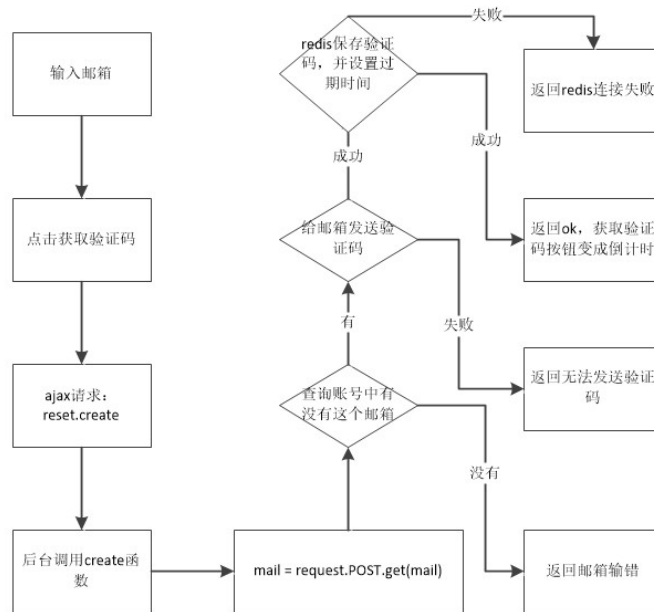 输入邮箱
点击获取验证码
ajax请求：
reset.create
后台调用create函
数
mail = request.POST.get(mail)
查询账号中有
没有这个邮箱
有
没有
给邮箱发送验
证码
成功
失败
redis保存验证
码，并设置过
期时间
失败
成功
返回redis连接失败
返回ok，获取验证
码按钮变成倒计时
返回无法发送验证
码
返回邮箱输错